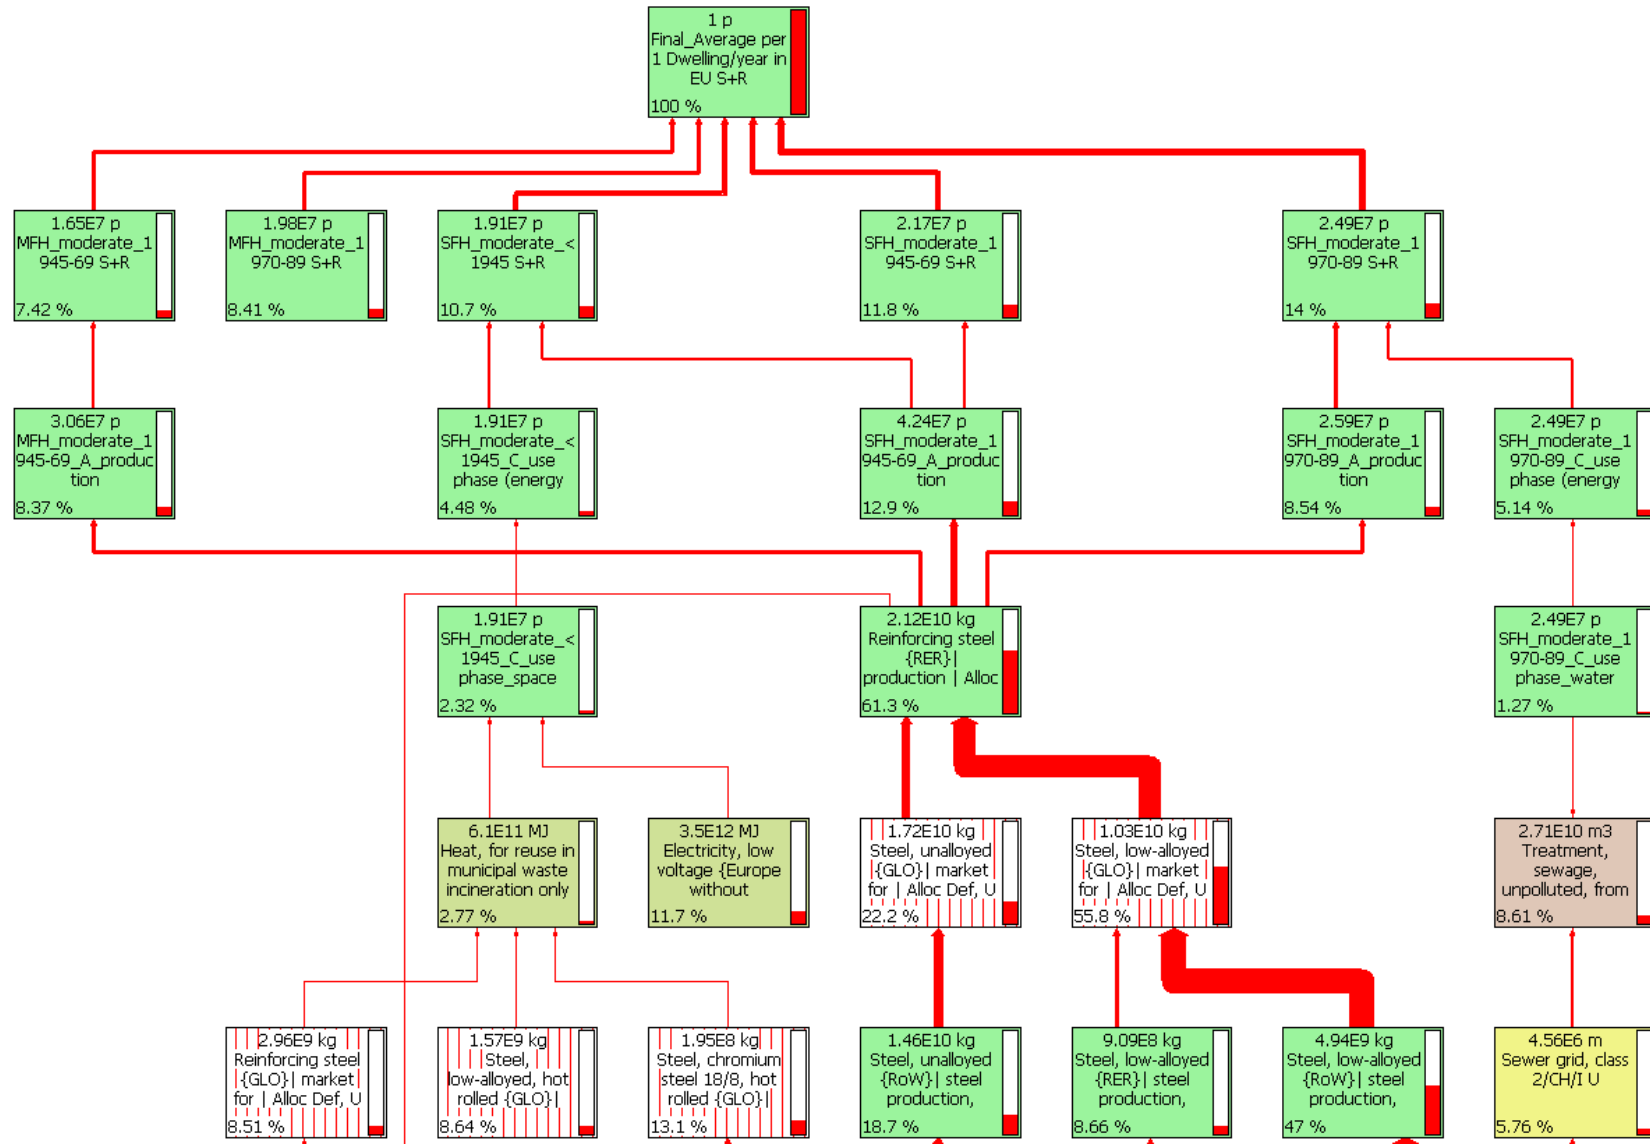 1 p
Final_Average per
1 Dwelling/year in
EU S+R
100 %
1.65E7 p
MFH_moderate_1
945-69 S+R
7.42 %
1.98E7 p
MFH_moderate_1
970-89 S+R
8.41 %
1.91E7 p
SFH_moderate_<
1945 S+R
10.7 %
2.17E7 p
SFH_moderate_1
945-69 S+R
11.8 %
2.49E7 p
SFH_moderate_1
970-89 S+R
14 %
3.06E7 p
MFH_moderate_1
945-69_A_produc
tion
8.37 %
1.91E7 p
SFH_moderate_<
1945_C_use
phase (energy
4.48 %
4.24E7 p
SFH_moderate_1
945-69_A_produc
tion
12.9 %
2.59E7 p
SFH_moderate_1
970-89_A_produc
tion
8.54 %
2.49E7 p
SFH_moderate_1
970-89_C_use
phase (energy
5.14 %
1.91E7 p
SFH_moderate_<
1945_C_use
phase_space
2.32 %
2.12E10 kg
Reinforcing steel
{RER}|
production | Alloc
61.3 %
2.49E7 p
SFH_moderate_1
970-89_C_use
phase_water
1.27 %
6.1E11 MJ
Heat, for reuse in
municipal waste
incineration only
2.77 %
3.5E12 MJ
Electricity, low
voltage {Europe
without
11.7 %
1.72E10 kg
Steel, unalloyed
{GLO}| market
for | Alloc Def, U
22.2 %
1.03E10 kg
Steel, low-alloyed
{GLO}| market
for | Alloc Def, U
55.8 %
2.71E10 m3
Treatment,
sewage,
unpolluted, from
8.61 %
2.96E9 kg
Reinforcing steel
{GLO}| market
for | Alloc Def, U
8.51 %
1.57E9 kg
Steel,
low-alloyed, hot
rolled {GLO}|
8.64 %
1.95E8 kg
Steel, chromium
steel 18/8, hot
rolled {GLO}|
13.1 %
1.46E10 kg
Steel, unalloyed
{RoW}| steel
production,
18.7 %
9.09E8 kg
Steel, low-alloyed
{RER}| steel
production,
8.66 %
4.94E9 kg
Steel, low-alloyed
{RoW}| steel
production,
47 %
4.56E6 m
Sewer grid, class
2/CH/I U
5.76 %